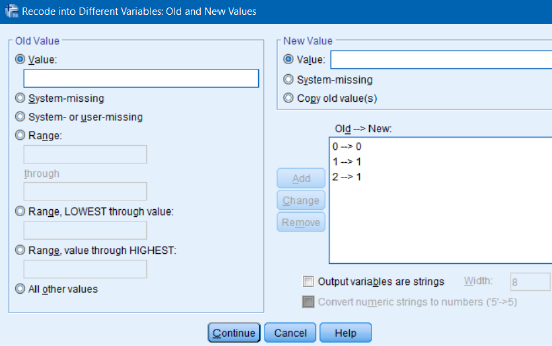 Recode into Different Variables: Old and New Values
Old Value
Value:
System-missing
System- or user-missing
Range:
through
Range, LOWEST through value:
Range, value through HIGHEST:
All other values
New Value
Value:
System-missing
Copy old value(s)
Old --> New:
0 --> 0
1 --> 1
2 --> 1
Add
Change
Remove
Output variables are strings Width: 8
Convert numeric strings to numbers ('5'->5)
Continue Cancel Help